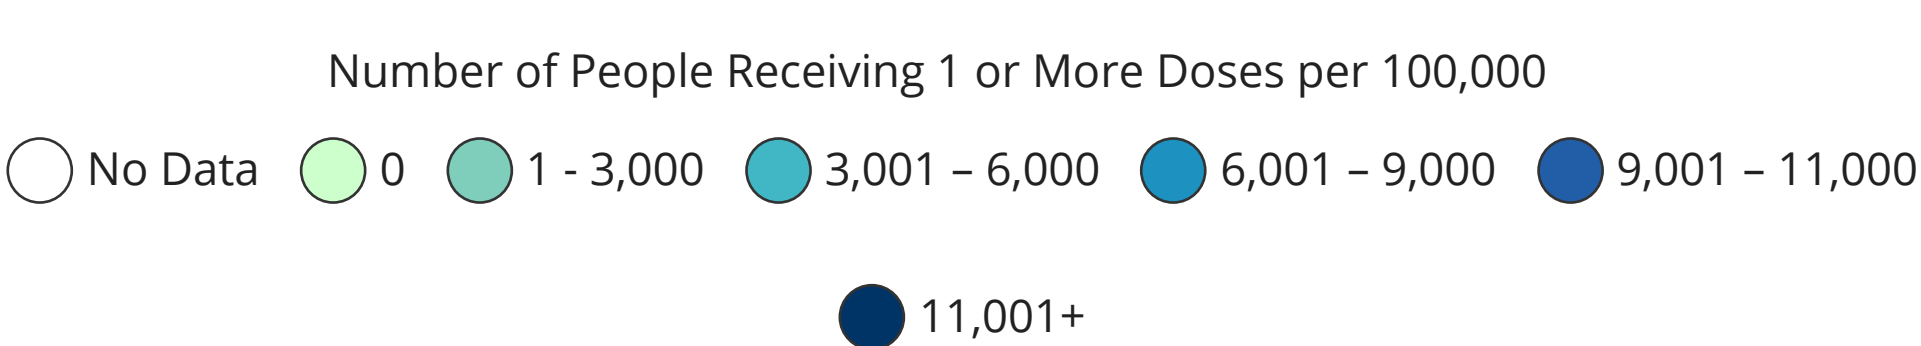 Number of People Receiving 1 or More Doses per 100,000
No Data 0 1 - 3,000 3,001 – 6,000 6,001 – 9,000 9,001 – 11,000
11,001+